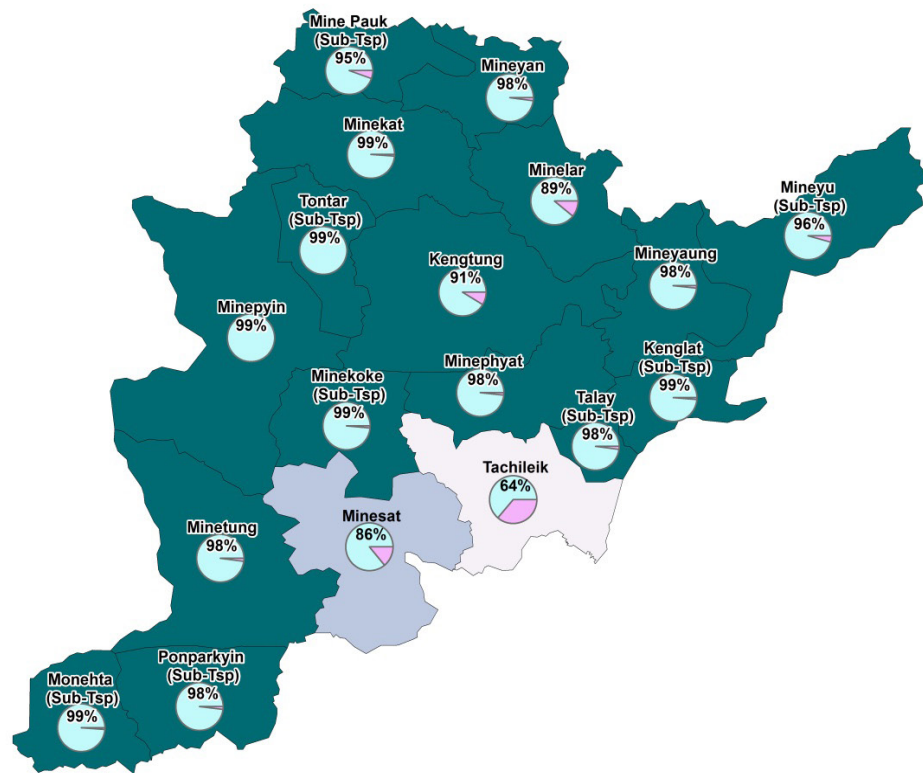 Mine Pauk
(Sub-Tsp)
95%
Mineyan
98%
Minekat
99%
Minelar
89%
Mineyu
(Sub-Tsp)
96%
Tontar
(Sub-Tsp)
99%
Kengtung
91%
Mineyaung
98%
Minepyin
99%
Minekoke
(Sub-Tsp)
99%
Minephyat
98%
Kenglat
(Sub-Tsp)
99%
Talay
(Sub-Tsp)
98%
Tachileik
64%
Minesat
86%
Minetung
98%
Monehta
(Sub-Tsp)
99%
Ponparkyin
(Sub-Tsp)
98%